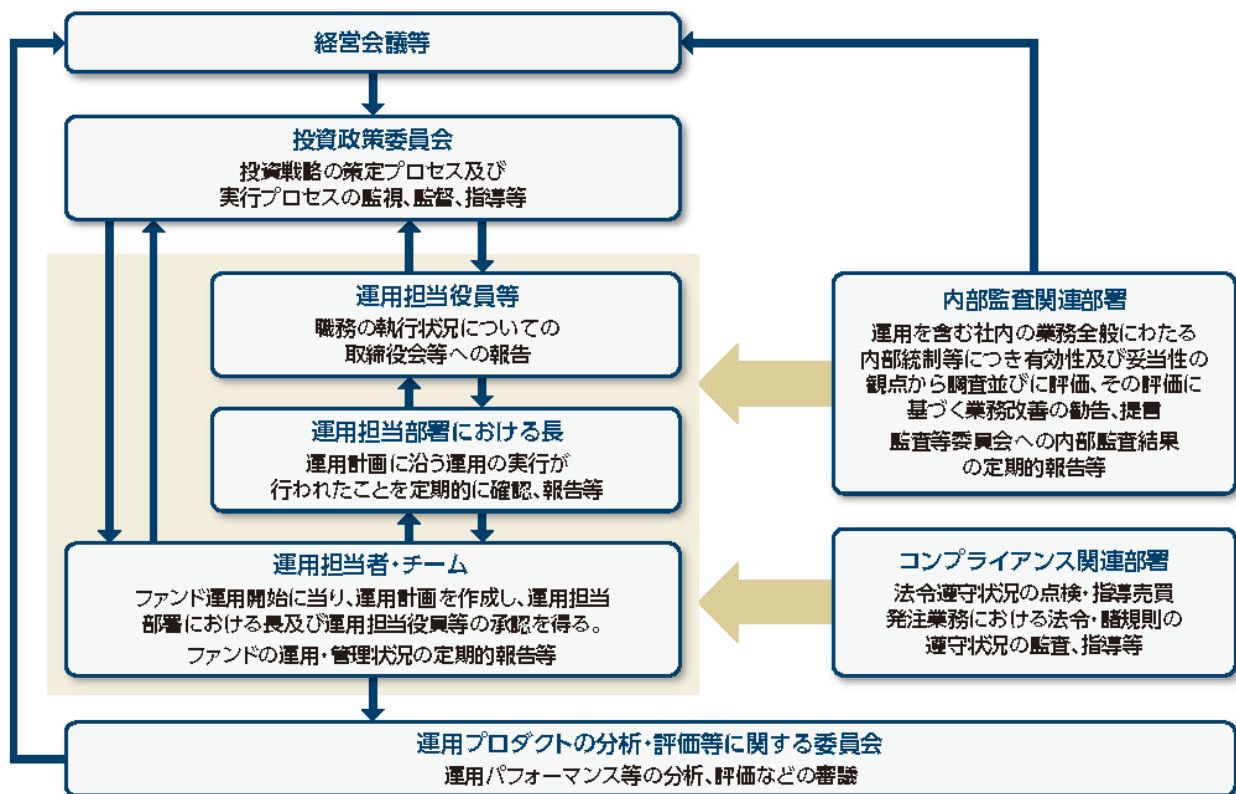 経営会議等
投資政策委員会
投資戦略の策定プロセス及び
実行プロセスの監視、監督、指導等
運用担当役員等
職務の執行状況についての
取締役会等への報告
運用担当部署における長
運用計画に沿う運用の実行が
行われたことを定期的に確認、報告等
運用担当者・チーム
ファンド運用開始に当り、運用計画を作成し、運用担当
部署における長及び運用担当役員等の承認を得る。
ファンドの運用・管理状況の定期的報告等
内部監査関連部署
運用を含む社内の業務全般にわたる
内部統制等につき有効性及び妥当性の
観点から調査並びに評価、その評価に
基づく業務改善の勧告、提言
監査等委員会への内部監査結果
の定期的報告等
コンプライアンス関連部署
法令遵守状況の点検・指導売買
発注業務における法令・諸規則の
遵守状況の監査、指導等
運用プロダクトの分析・評価等に関する委員会
運用パフォーマンス等の分析、評価などの審議